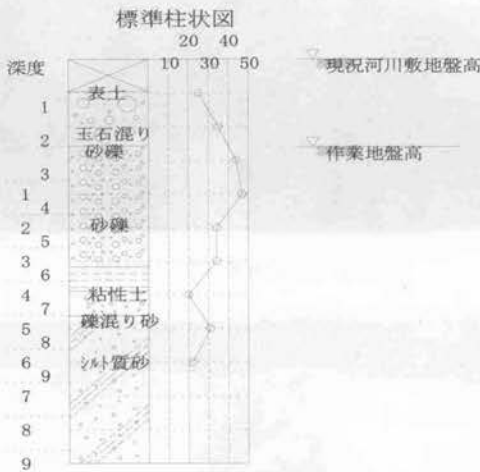 標準柱状図
20 40
10 30 50
深度
現況河川敷地盤高
表土
1
玉石混り
砂礫
2
作業地盤高
3
1
4
砂礫
2
5
3
6
粘性土
4
7
礫混り砂
5
8
シルト質砂
6
9
7
8
9